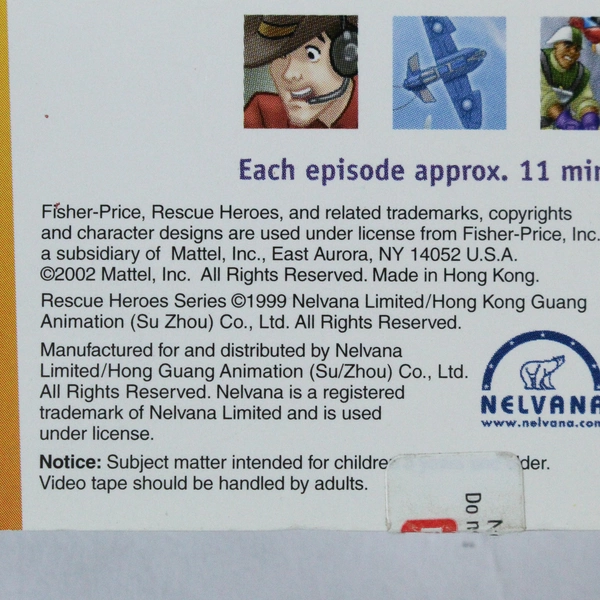 Each episode approx. 11 min
Fisher-Price, Rescue Heroes, and related trademarks, copyrights
and character designs are used under license from Fisher-Price, Inc.
a subsidiary of Mattel, Inc., East Aurora, NY 14052 U.S.A.
©2002 Mattel, Inc. All Rights Reserved. Made in Hong Kong.
Rescue Heroes Series ©1999 Nelvana Limited/Hong Kong Guang
Animation (Su Zhou) Co., Ltd. All Rights Reserved.
Manufactured for and distributed by Nelvana
Limited/Hong Guang Animation (Su/Zhou) Co., Ltd.
All Rights Reserved. Nelvana is a registered
trademark of Nelvana Limited and is used
under license.
NELVANA
www.nelvana.com
Notice: Subject matter intended for children
Video tape should be handled by adults.
Do